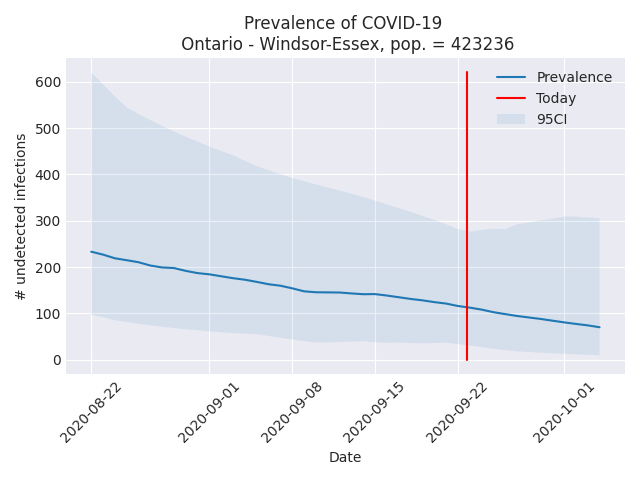 Prevalence of COVID-19
Ontario - Windsor-Essex, pop. = 423236
Prevalence
Today
95CI
# undetected infections
600
500
400
300
200
100
0
2020-08-22
2020-09-01
2020-09-08
2020-09-15
2020-09-22
2020-10-01
Date